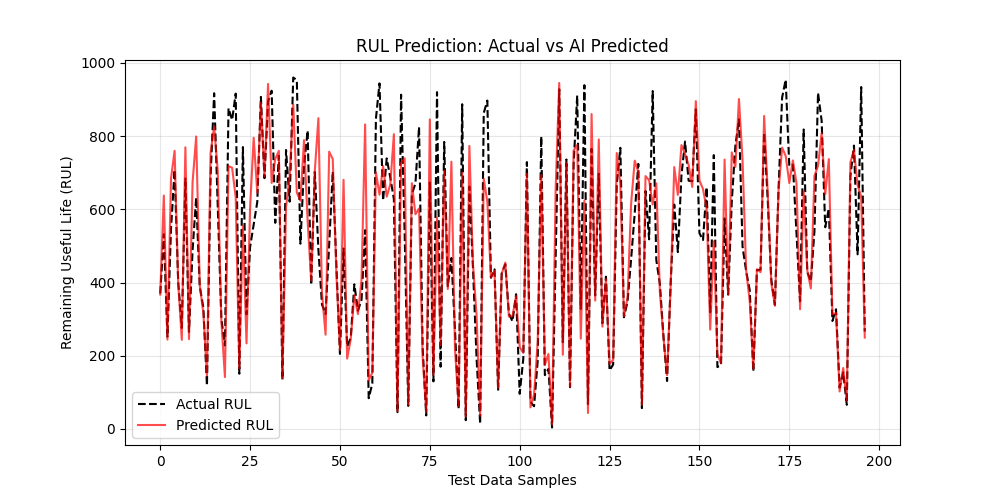 RUL Prediction: Actual vs AI Predicted
Remaining Useful Life (RUL)
1000
800
600
400
200
0
Actual RUL
Predicted RUL
0 25 50 75 100 125 150 175 200
Test Data Samples